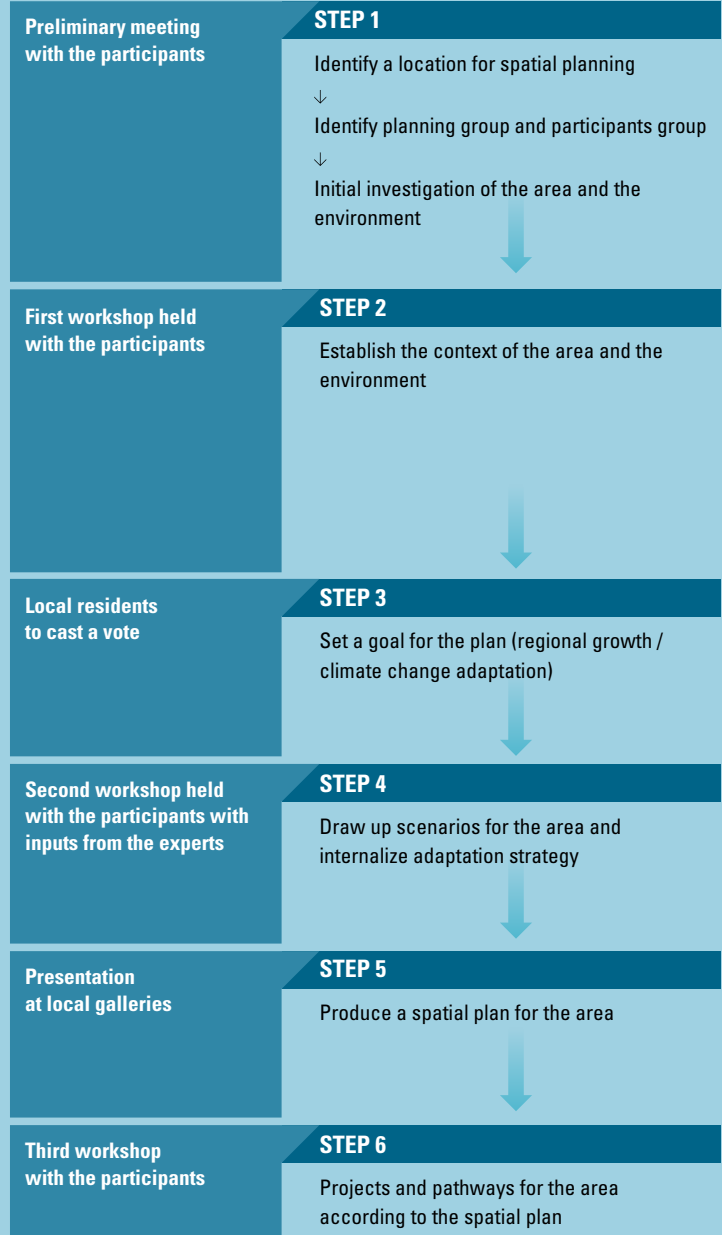 Preliminary meeting
with the participants
STEP 1
Identify a location for spatial planning
↓
Identify planning group and participants group
↓
Initial investigation of the area and the
environment
First workshop held
with the participants
STEP 2
Establish the context of the area and the
environment
Local residents
to cast a vote
STEP 3
Set a goal for the plan (regional growth /
climate change adaptation)
Second workshop held
with the participants with
inputs from the experts
STEP 4
Draw up scenarios for the area and
internalize adaptation strategy
Presentation
at local galleries
STEP 5
Produce a spatial plan for the area
Third workshop
with the participants
STEP 6
Projects and pathways for the area
according to the spatial plan